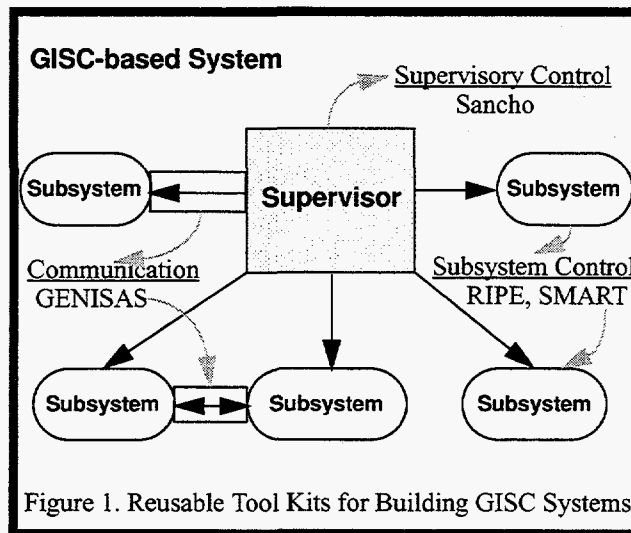 GISC-based System
Supervisory Control
Sancho
Subsystem
Supervisor
Subsystem
Communication
GENISAS
Subsystem Control
RIPE, SMART
Subsystem
Subsystem
Subsystem
Figure 1. Reusable Tool Kits for Building GISC Systems